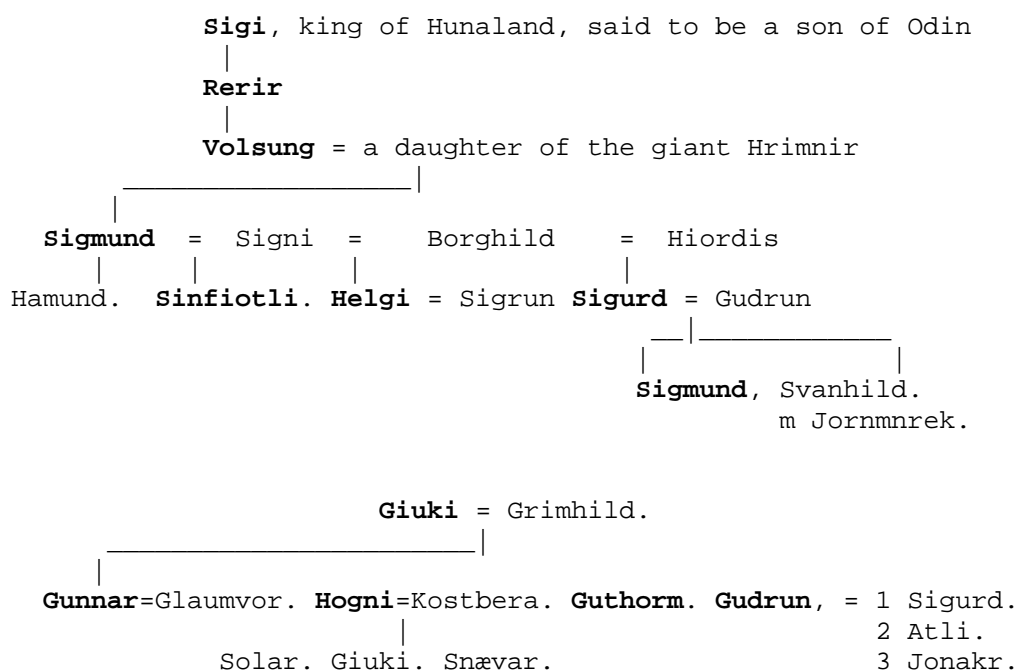 Sigi, king of Hunaland, said to be a son of Odin
Rerir
Volsung = a daughter of the giant Hrimnir
Sigmund = Signi = Borghild = Hiordis
Hamund. Sinfiotli. Helgi = Sigrun Sigurd = Gudrun
Sigmund, Svanhild.
m Jornmnrek.
Giuki = Grimhild.
Gunnar=Glaumvor. Hogni=Kostbera. Guthorm. Gudrun, = 1 Sigurd.
2 Atli.
Solar. Giuki. Snævar. 3 Jonakr.